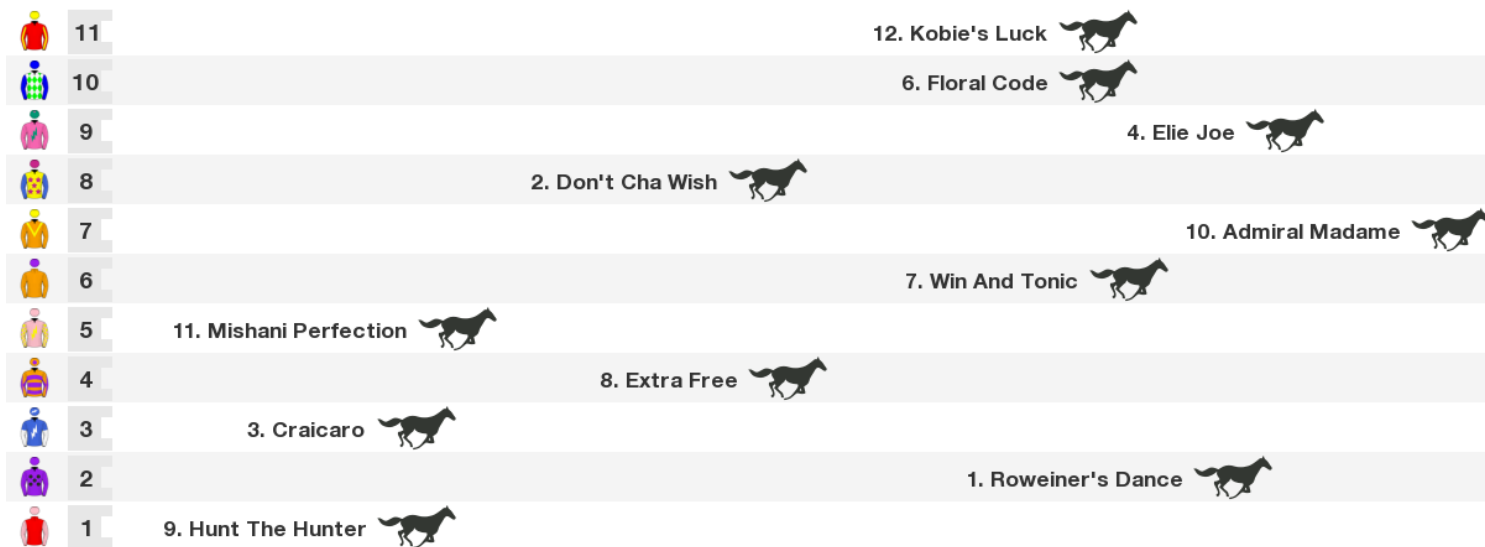 11 12. Kobie's Luck
10 6. Floral Code
9 4. Elie Joe
8 2. Don't Cha Wish
7 10. Admiral Madame
6 7. Win And Tonic
5 11. Mishani Perfection
4 8. Extra Free
3 3. Craicaro
2 1. Roweiner's Dance
1 9. Hunt The Hunter